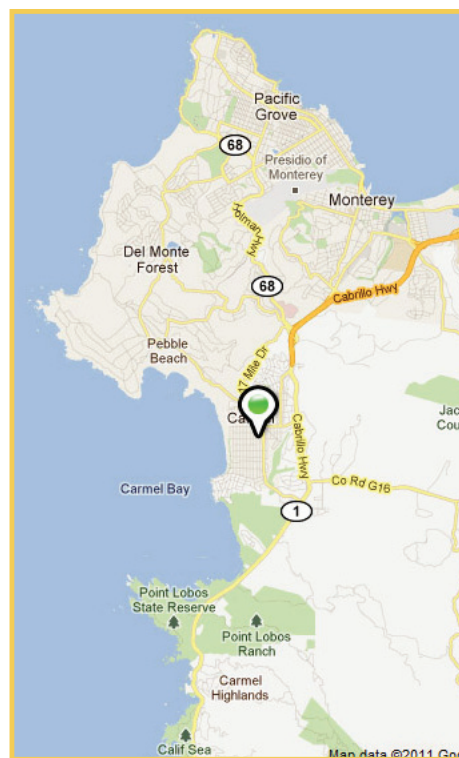 Pacific
Grove
68
Presidio of
Monterey
Monterey
Holman Hwy
Del Monte
Forest
68
Cabrillo Hwy
Pebble
Beach
17 Mile Dr
Cabrillo Hwy
Carmel Bay
Co Rd G16
1
Point Lobos
State Reserve
Point Lobos
Ranch
Carmel
Highlands
Calif Sea
Map data ©2011